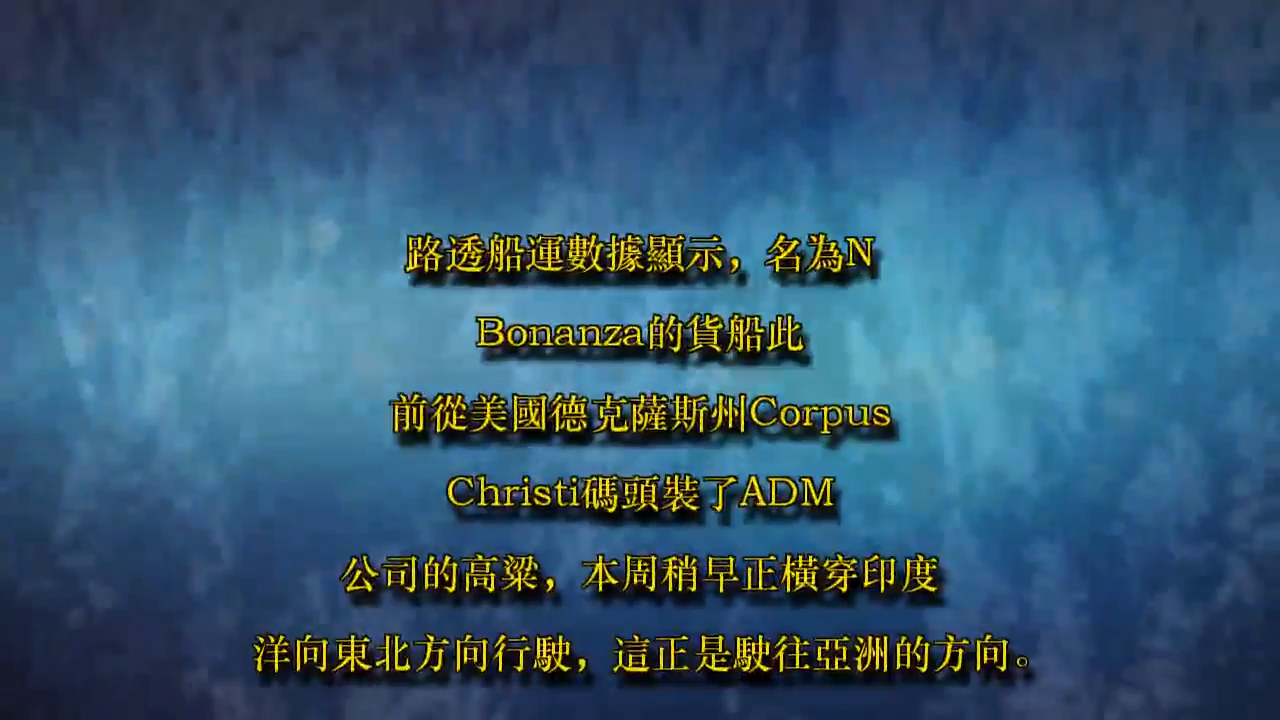 路透船運數據顯示，名為N
Bonanza的貨船此
前從美國德克薩斯州Corpus
Christi碼頭裝了ADM
公司的高粱，本周稍早正橫穿印度
洋向東北方向行駛，這正是駛往亞洲的方向。